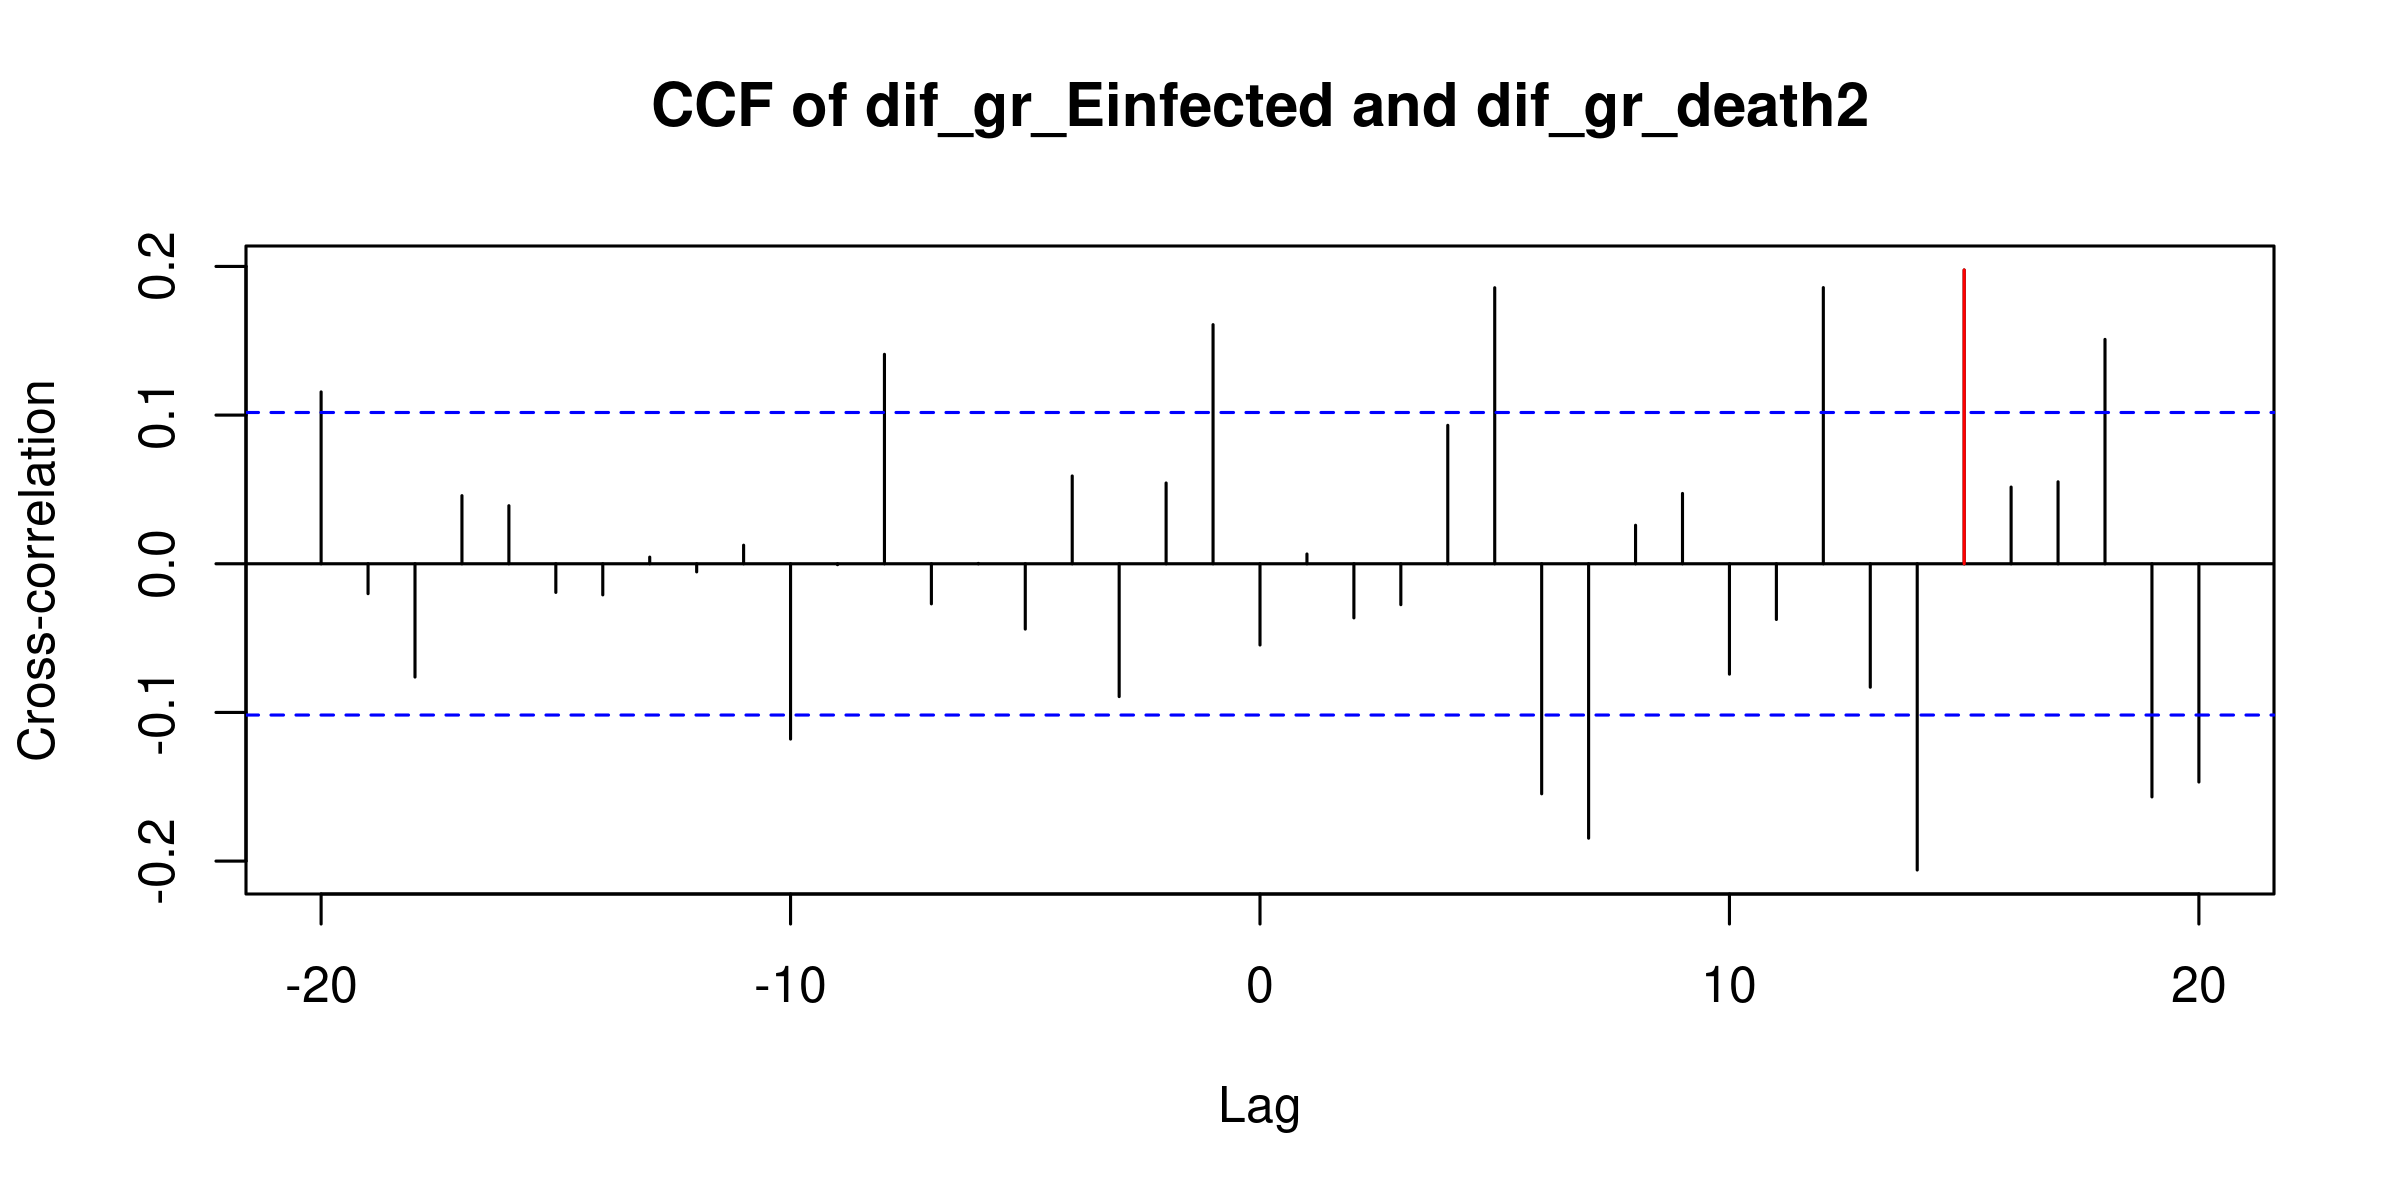 CCF of dif_gr_Einfected and dif_gr_death2
Cross-correlation
0.2
0.1
0.0
-0.1
-0.2
-20 -10 0 10 20
Lag